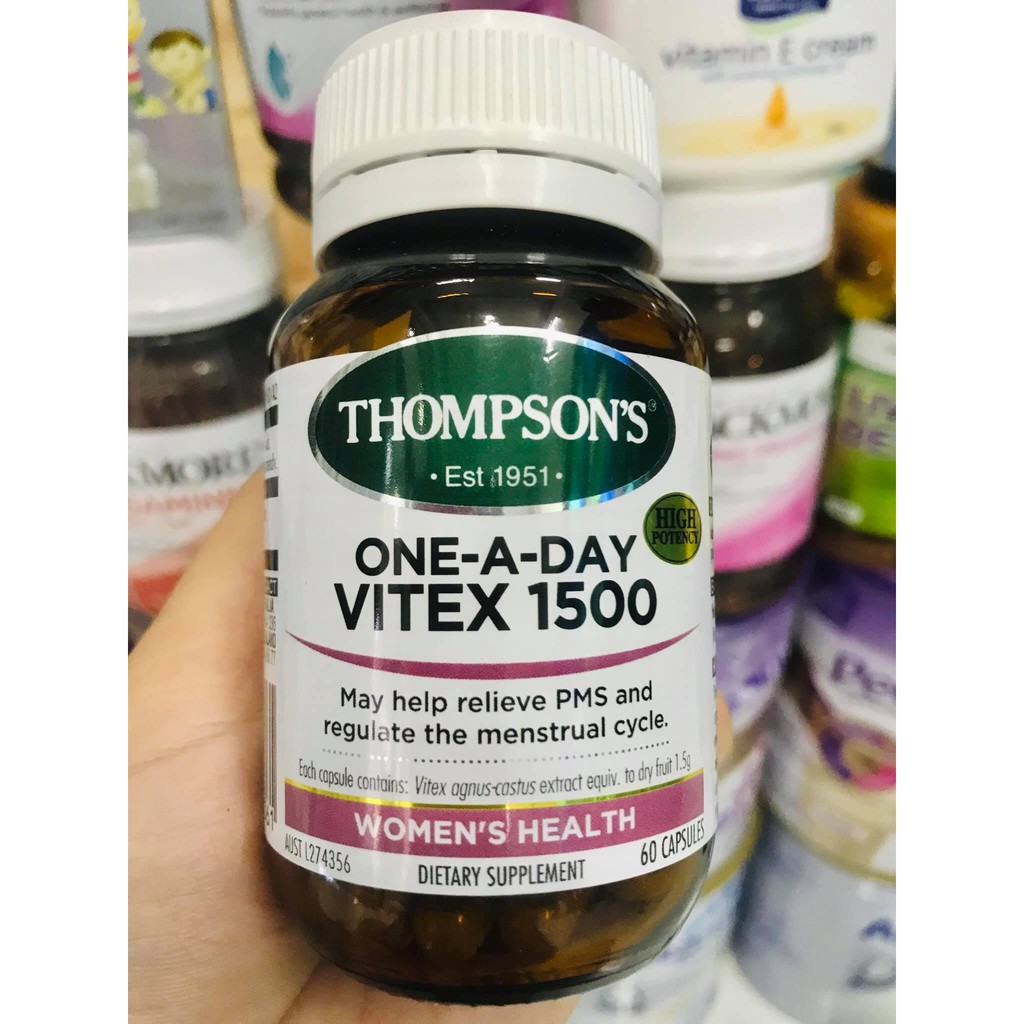 vitamin E cream
THOMPSON'S
• Est 1951 •
HIGH
POTENCY
ONE-A-DAY
VITEX 1500
May help relieve PMS and
regulate the menstrual cycle.
Each capsule contains: Vitex agnus-castus extract equiv. to dry fruit 1.5g
WOMEN'S HEALTH
AUST L274356
DIETARY SUPPLEMENT
60 CAPSULES